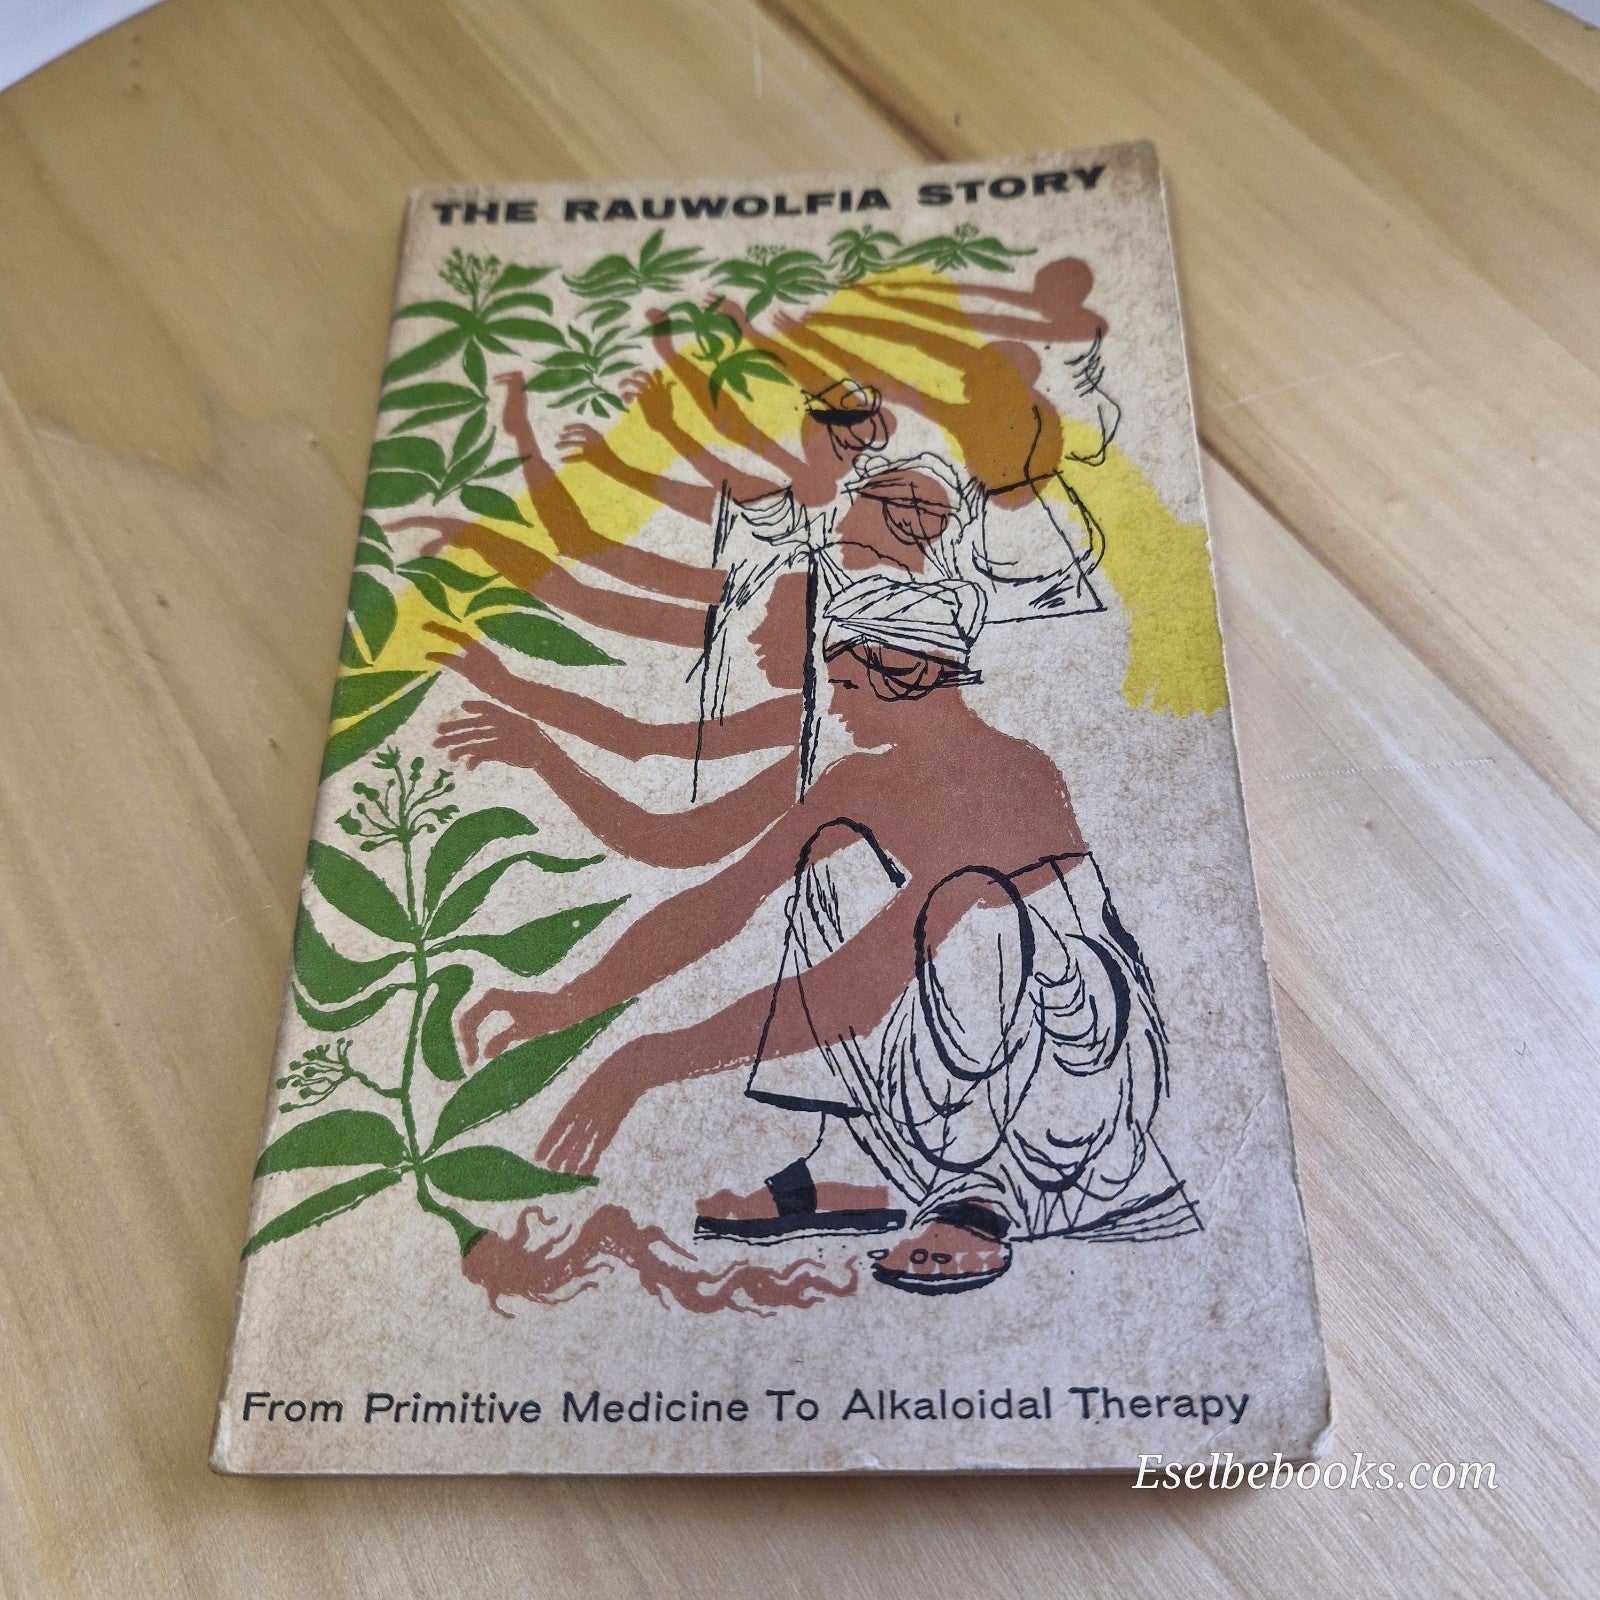 THE RAUWOLFIA STORY
From Primitive Medicine To Alkaloidal Therapy
Eselbebooks.com